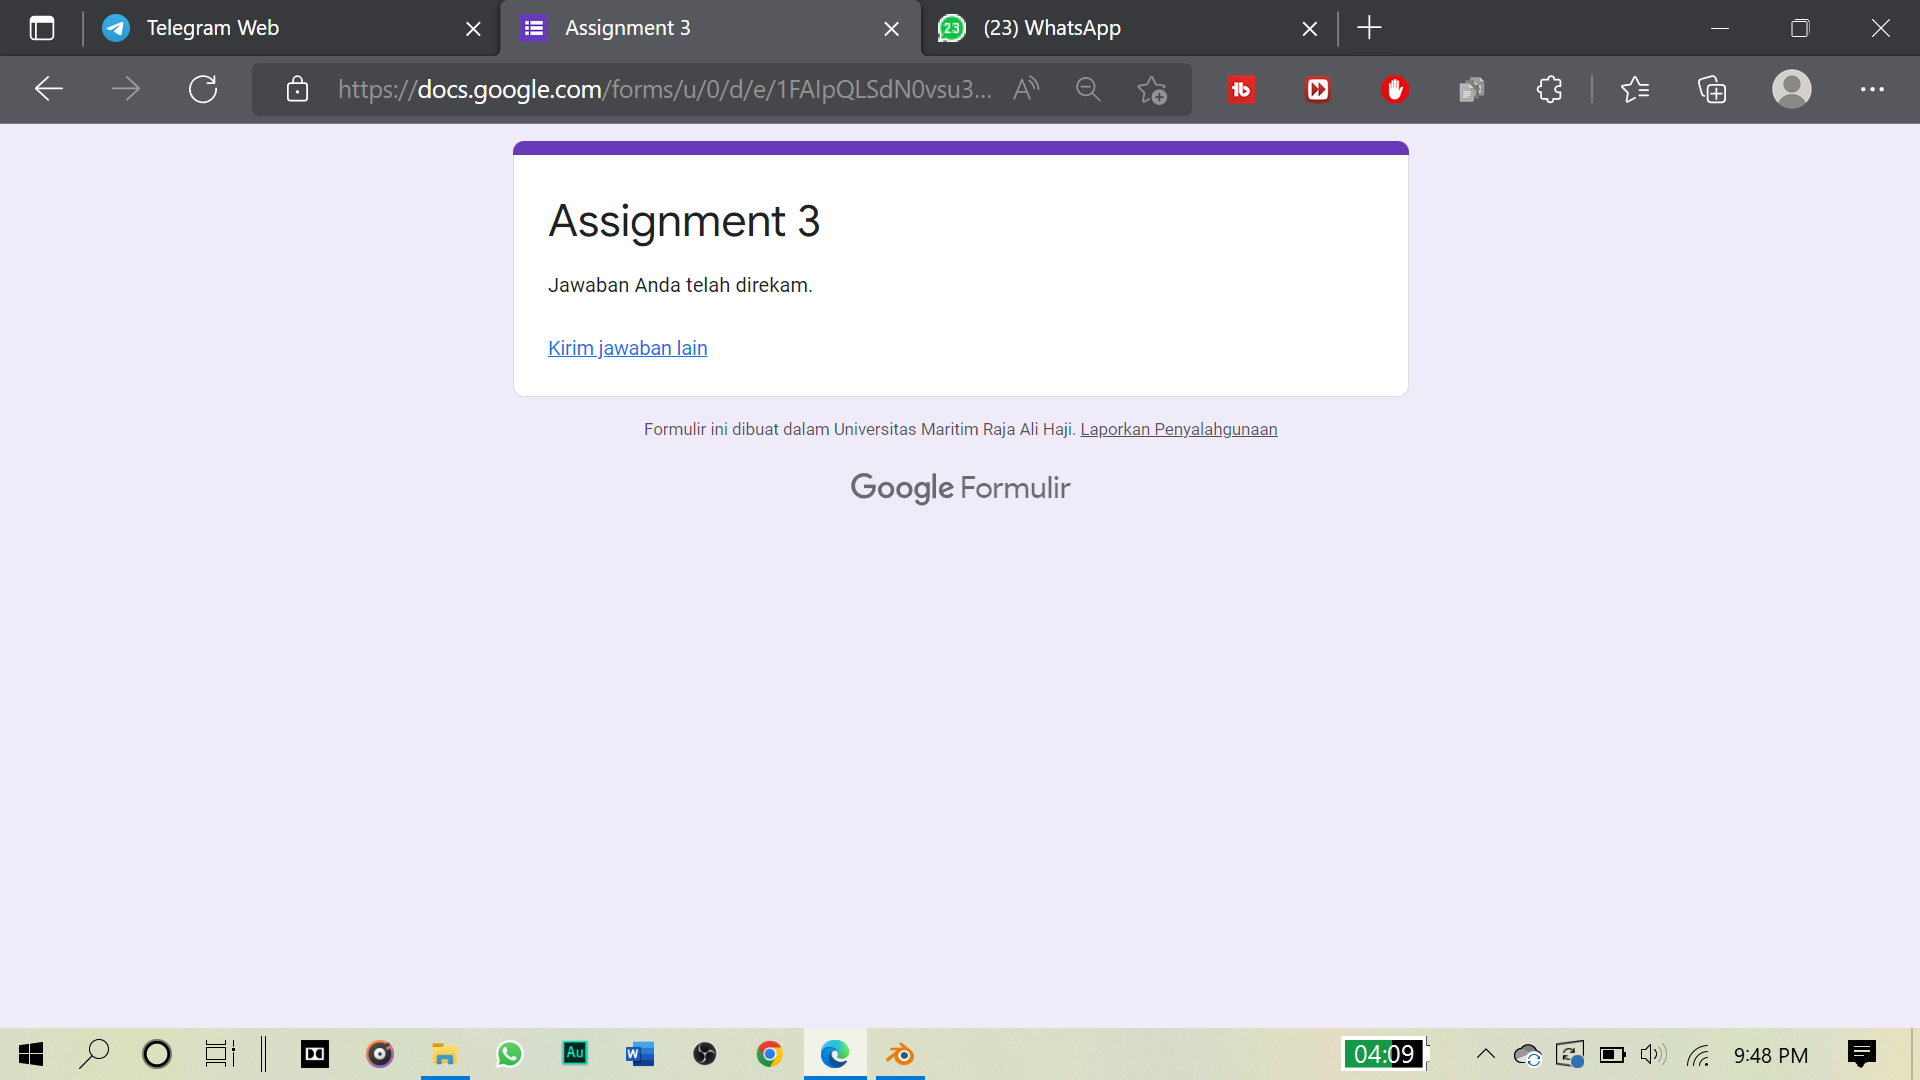 Telegram Web
Assignment 3
(23) WhatsApp
https://docs.google.com/forms/u/0/d/e/1FAIpQLSdN0vsu3...
Assignment 3
Jawaban Anda telah direkam.
Kirim jawaban lain
Formulir ini dibuat dalam Universitas Maritim Raja Ali Haji. Laporkan Penyalahgunaan
Google Formulir
04:09
9:48 PM